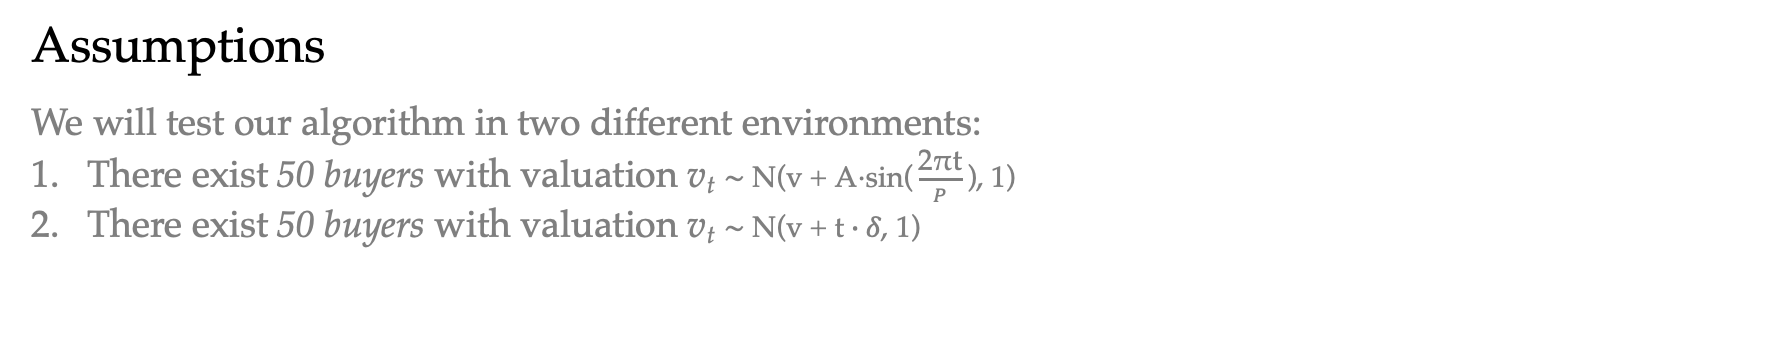 Assumptions
We will test our algorithm in two different environments:
1. There exist 50 buyers with valuation v_t ~ N(v + A·sin(2πt/P), 1)
2. There exist 50 buyers with valuation v_t ~ N(v + t · δ, 1)